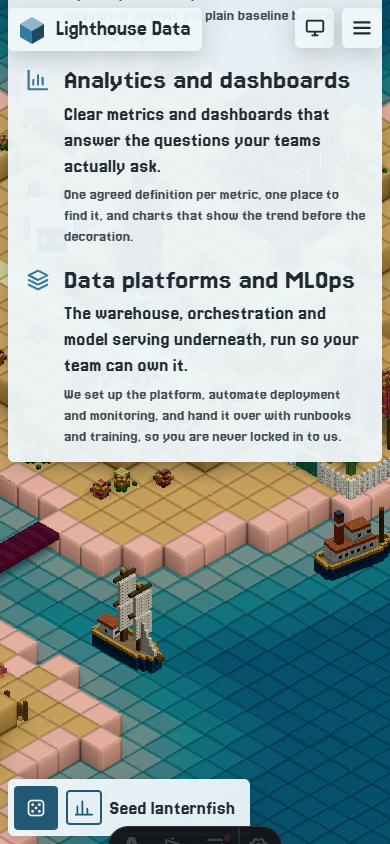 plain baseline
Lighthouse Data
Analytics and dashboards
Clear metrics and dashboards that
answer the questions your teams
actually ask.
One agreed definition per metric, one place to
find it, and charts that show the trend before the
decoration.
Data platforms and MLOps
The warehouse, orchestration and
model serving underneath, run so your
team can own it.
We set up the platform, automate deployment
and monitoring, and hand it over with runbooks
and training, so you are never locked in to us.
Seed lanternfish